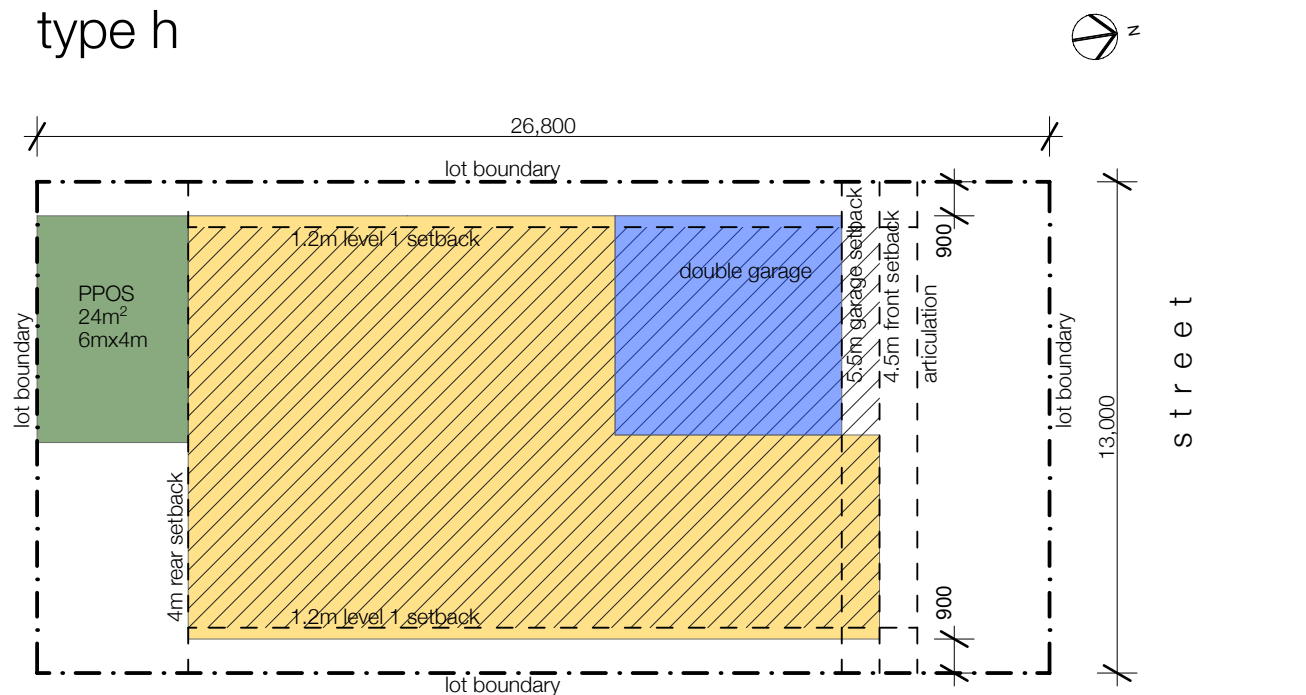 type h
N
26,800
lot boundary
900
1.2m level 1 setback
double garage
5.5m garage setback
4.5m front setback
articulation
PPOS
24m²
6mx4m
lot boundary
lot boundary
13,000
street
4m rear setback
1.2m level 1 setback
900
lot boundary